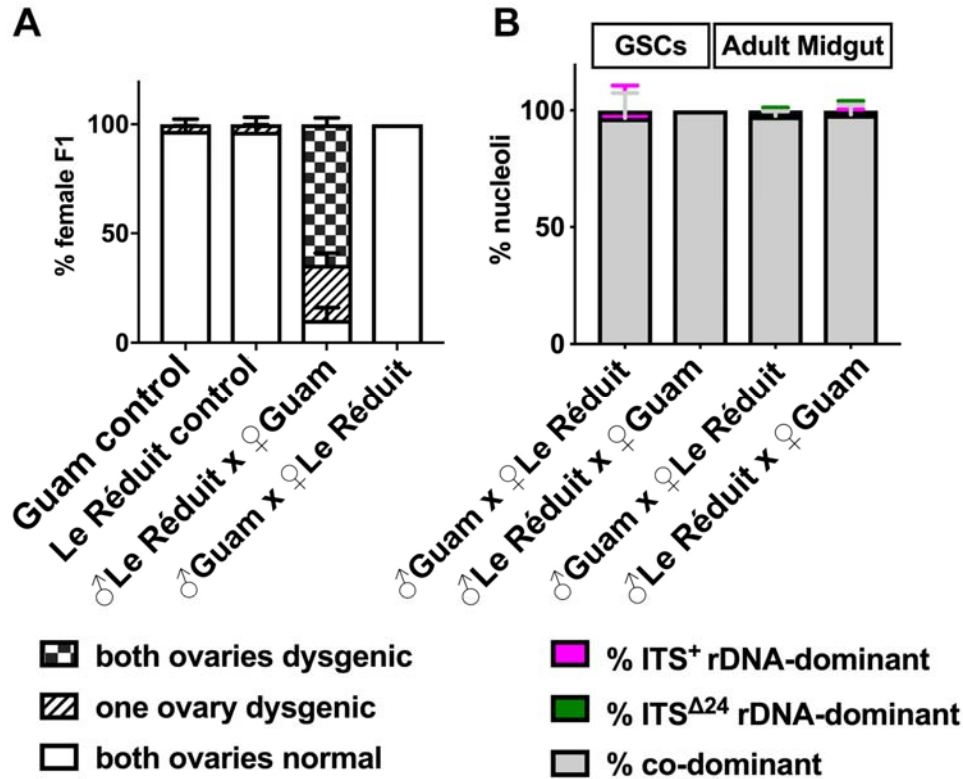 A
% female F1
100
50
0
Guam control
Le Réduit control
♂Le Réduit x ♀Guam
♂Guam x ♀Le Réduit
both ovaries dysgenic
one ovary dysgenic
both ovaries normal
B
GSCs
Adult Midgut
% nucleoli
100
50
0
♂Guam x ♀Le Réduit
♂Le Réduit x ♀Guam
♂Guam x ♀Le Réduit
♂Le Réduit x ♀Guam
% ITS⁺ rDNA-dominant
% ITS^Δ24 rDNA-dominant
% co-dominant